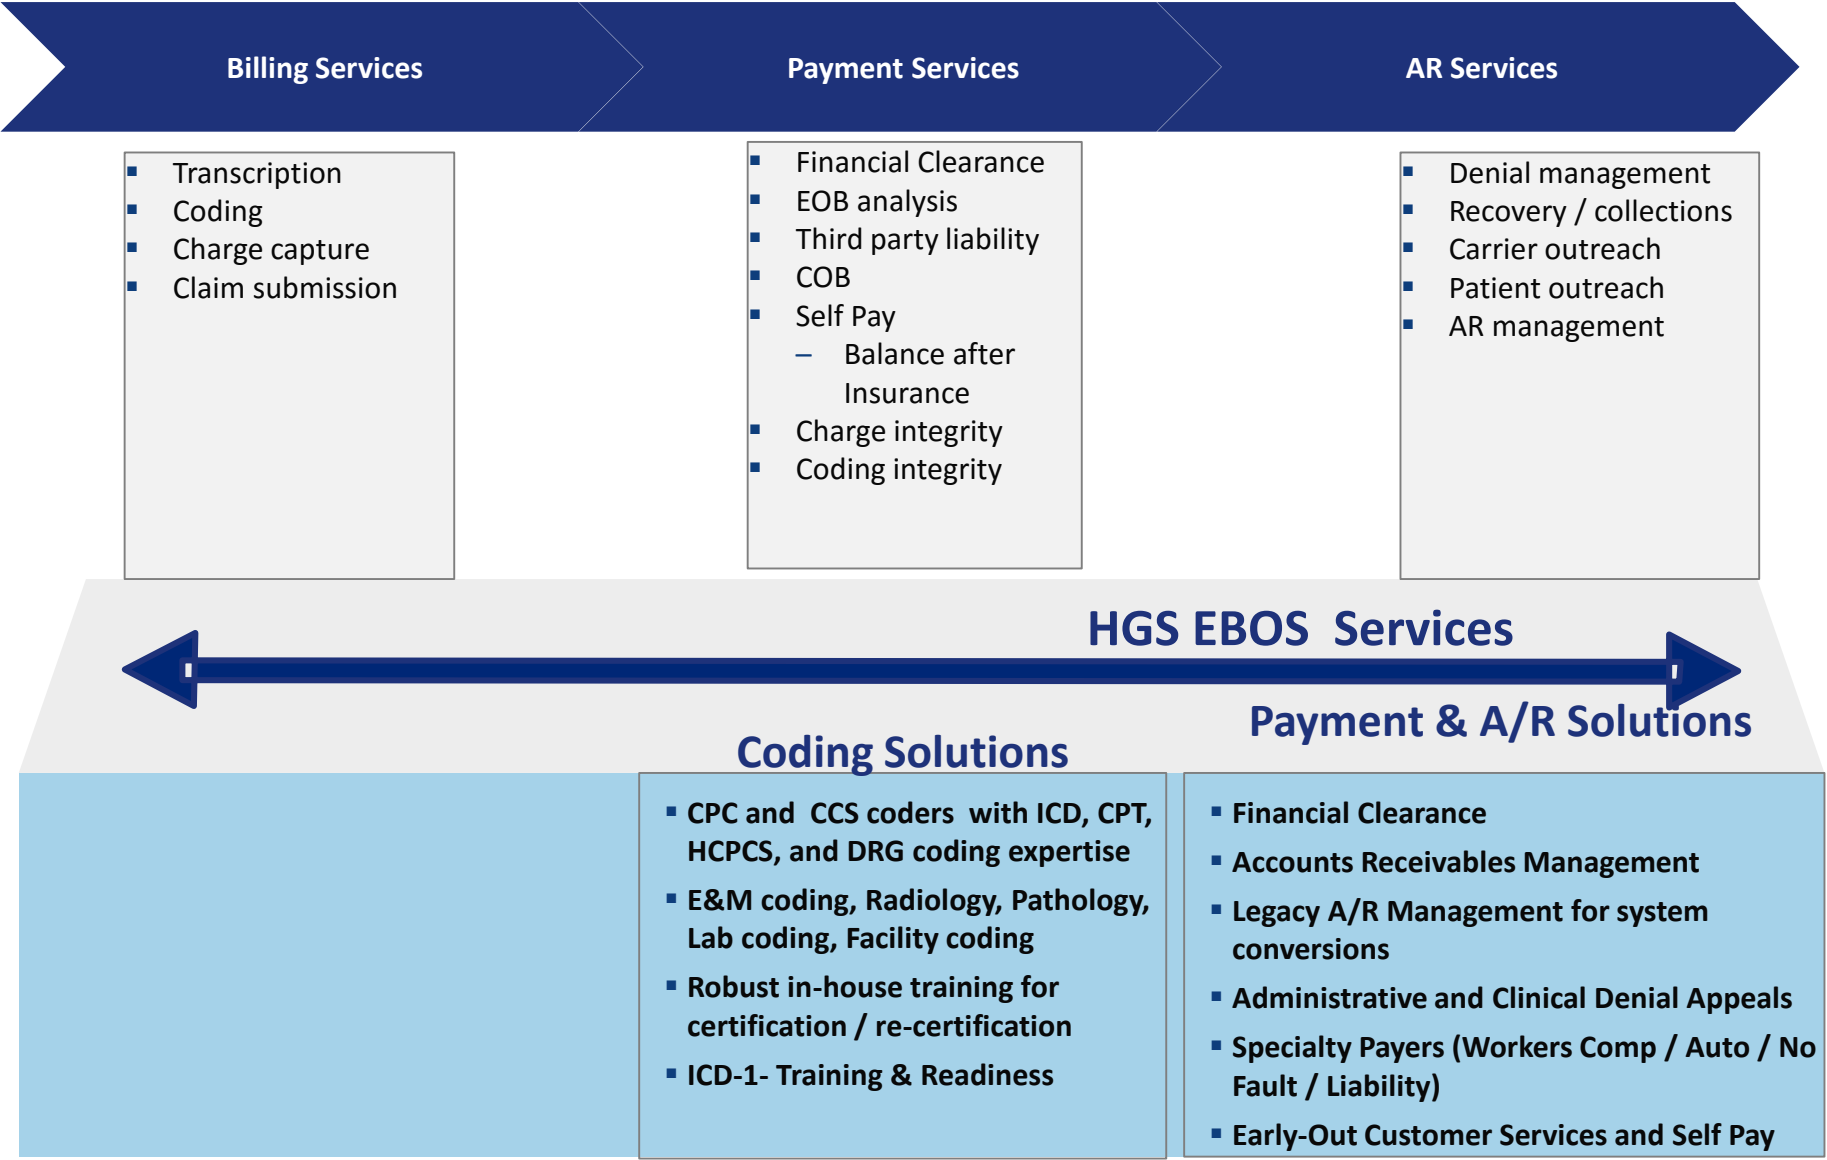 Billing Services
Payment Services
AR Services
▪ Transcription
▪ Coding
▪ Charge capture
▪ Claim submission
▪ Financial Clearance
▪ EOB analysis
▪ Third party liability
▪ COB
▪ Self Pay
– Balance after
Insurance
▪ Charge integrity
▪ Coding integrity
▪ Denial management
▪ Recovery / collections
▪ Carrier outreach
▪ Patient outreach
▪ AR management
HGS EBOS  Services
Coding Solutions
▪ CPC and  CCS coders  with ICD, CPT,
HCPCS, and DRG coding expertise
▪ E&M coding, Radiology, Pathology,
Lab coding, Facility coding
▪ Robust in-house training for
certification / re-certification
▪ ICD-1- Training & Readiness
Payment & A/R Solutions
▪ Financial Clearance
▪ Accounts Receivables Management
▪ Legacy A/R Management for system
conversions
▪ Administrative and Clinical Denial Appeals
▪ Specialty Payers (Workers Comp / Auto / No
Fault / Liability)
▪ Early-Out Customer Services and Self Pay